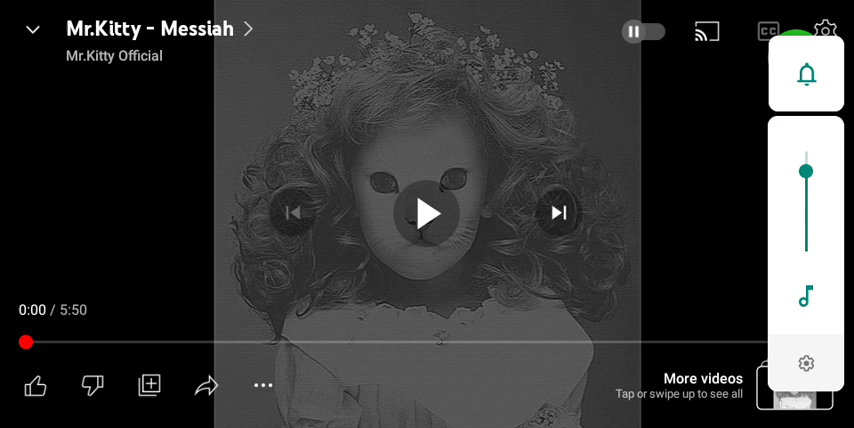 Mr.Kitty - Messiah
Mr.Kitty Official
CC
0:00 / 5:50
More videos
Tap or swipe up to see all